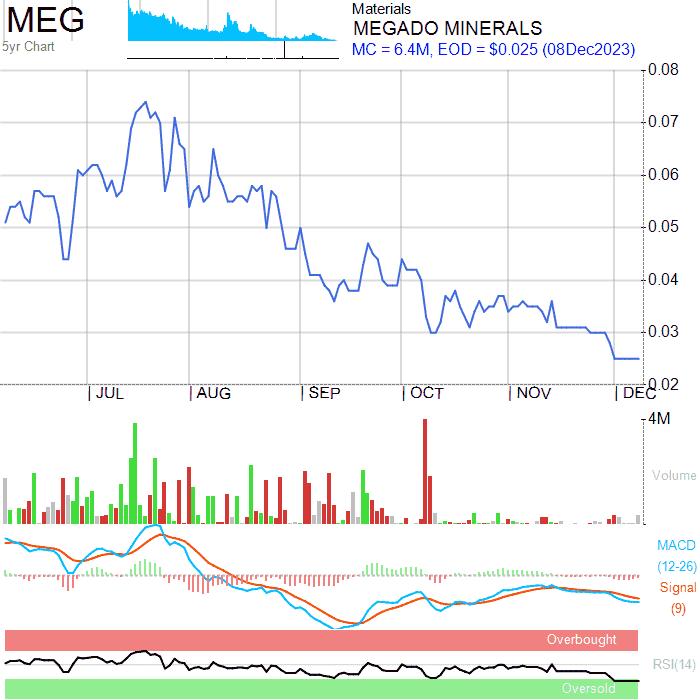 MEG
5yr Chart
Materials
MEGADO MINERALS
MC = 6.4M, EOD = $0.025 (08Dec2023)
0.08
0.07
0.06
0.05
0.04
0.03
0.02
JUL AUG SEP OCT NOV DEC
4M
Volume
MACD
(12-26)
Signal
(9)
Overbought
RSI(14)
Oversold